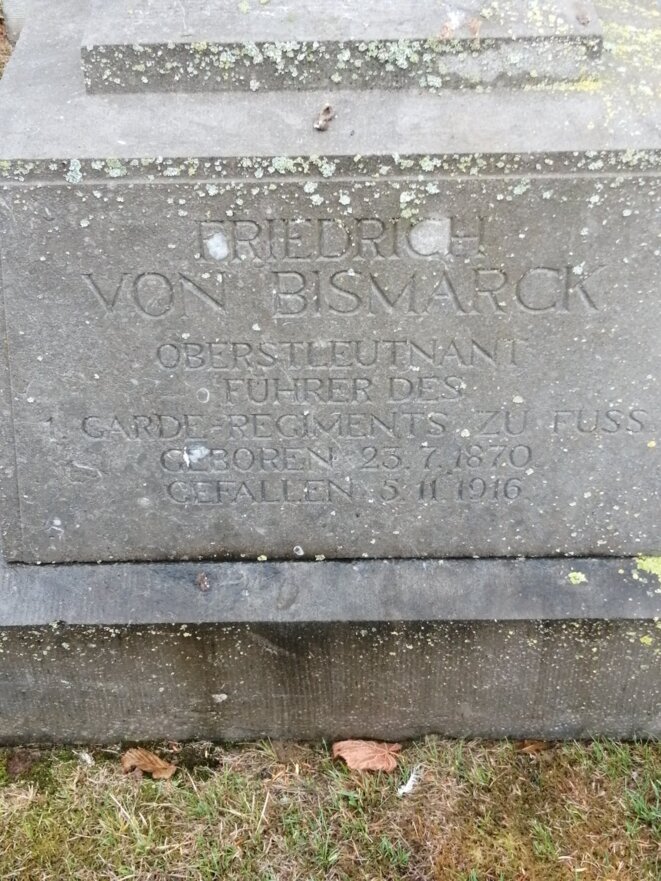 FRIEDRICH
VON BISMARCK
OBERSTLEUTNANT
FÜHRER DES
1. GARDE-REGIMENTS ZU FUSS
GEBOREN 23. 7. 1870
GEFALLEN 5. 11. 1916